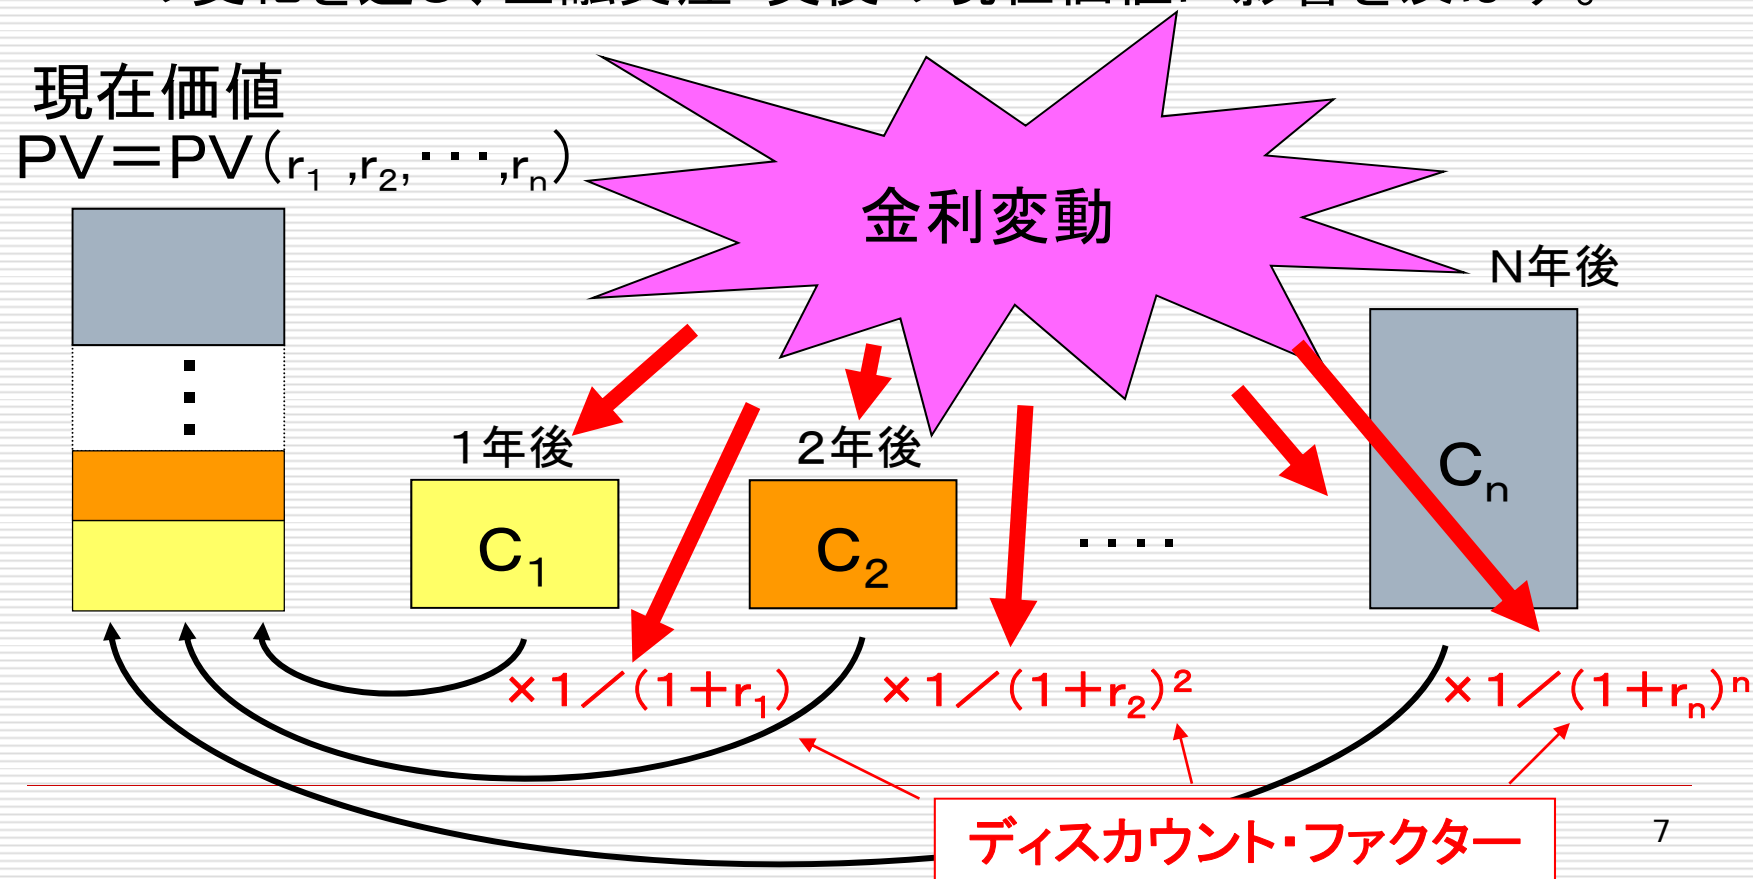 現在価値
PV＝PV(r₁ ,r₂,・・・,rₙ)
金利変動
N年後
1年後
2年後
C₁
C₂
・・・・
Cₙ
×1／(1＋r₁)
×1／(1＋r₂)²
×1／(1＋rₙ)ⁿ
ディスカウント・ファクター
7